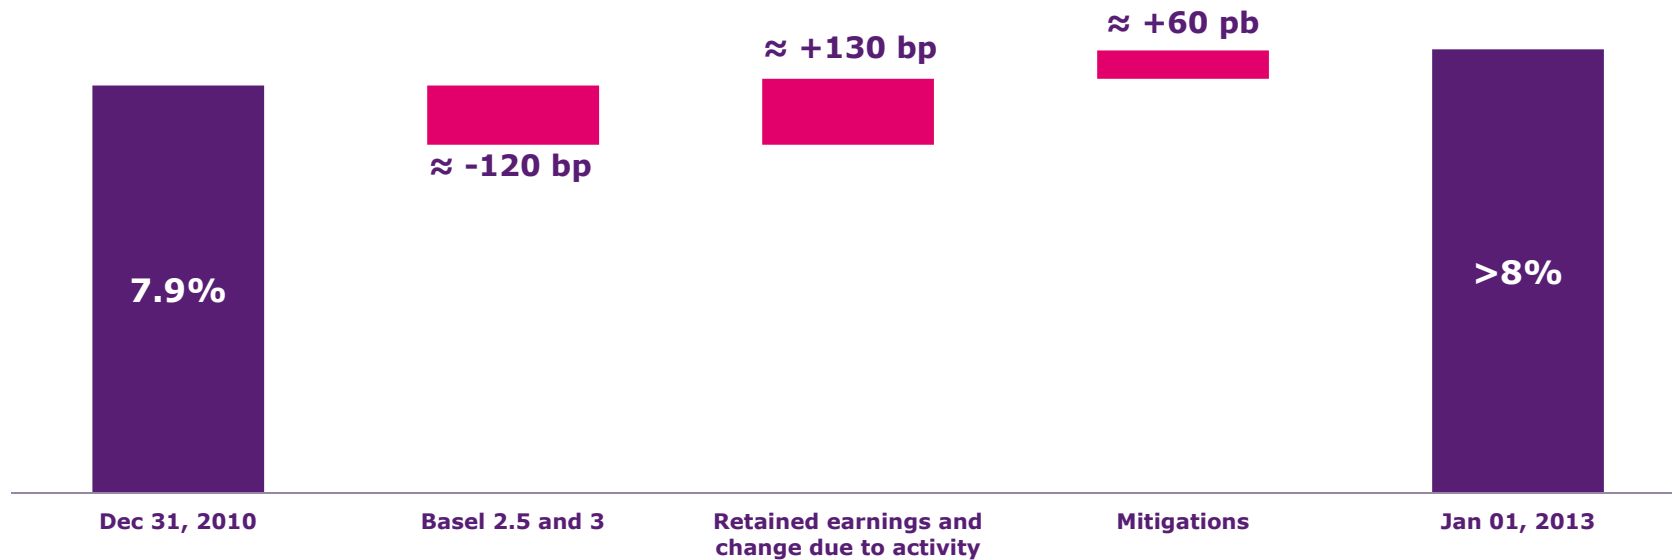 ≈ +60 pb
≈ +130 bp
≈ -120 bp
7.9%
>8%
Dec 31, 2010
Basel 2.5 and 3
Retained earnings and
change due to activity
Mitigations
Jan 01, 2013